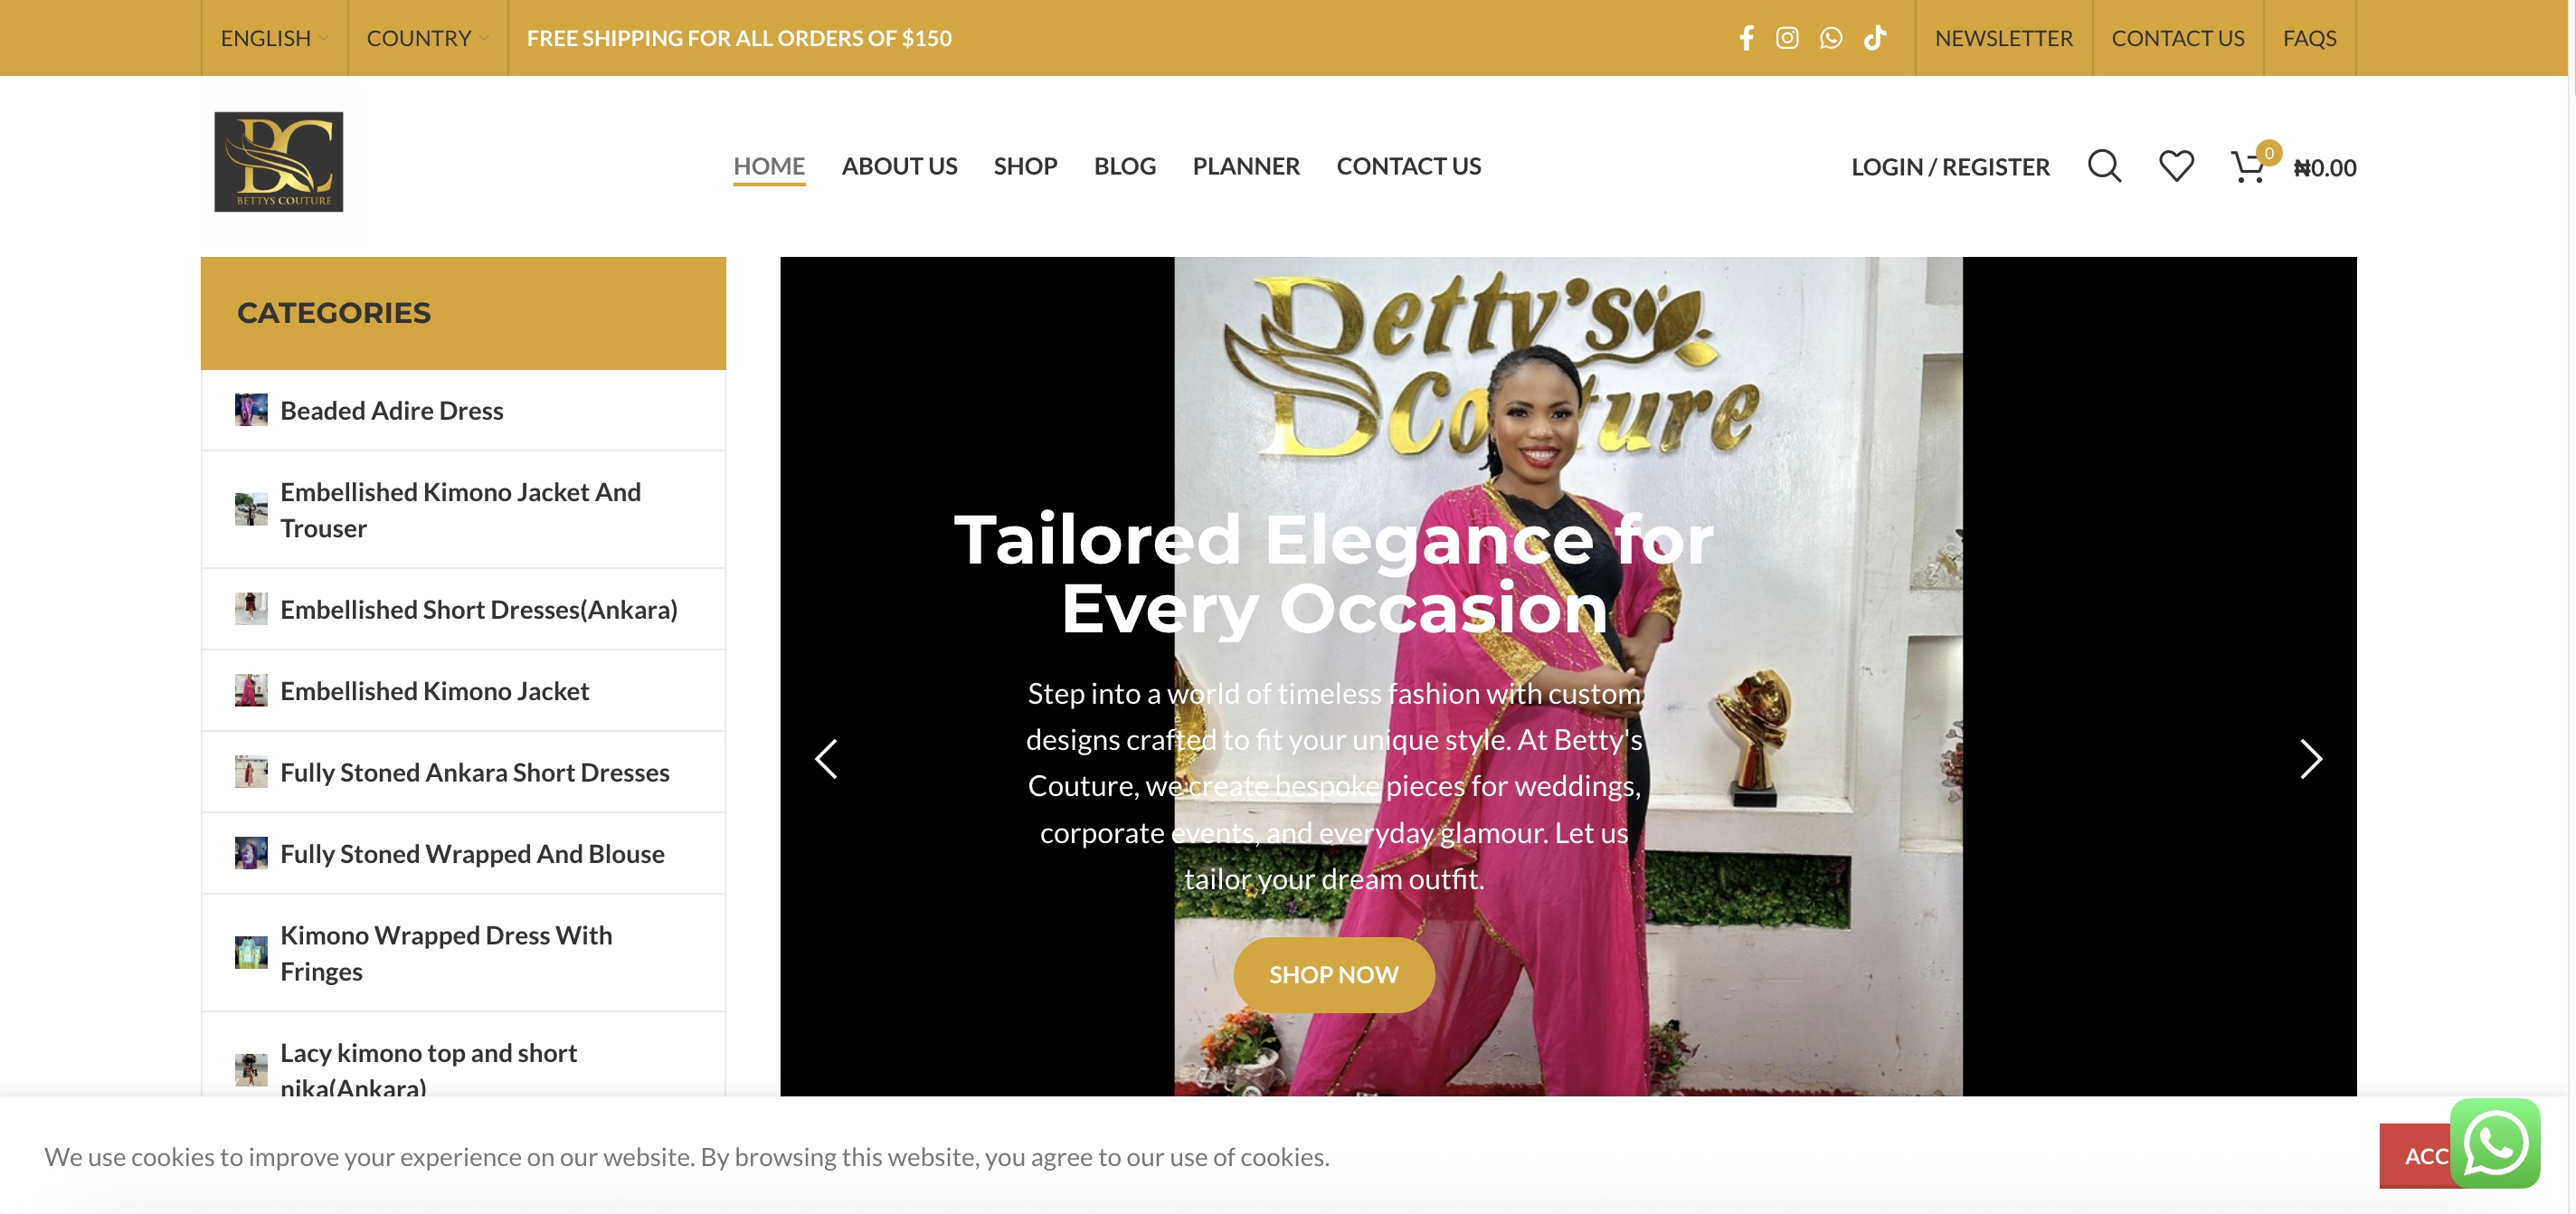 ENGLISH
COUNTRY
FREE SHIPPING FOR ALL ORDERS OF $150
NEWSLETTER
CONTACT US
FAQS
BC
BETTYS COUTURE
HOME
ABOUT US
SHOP
BLOG
PLANNER
CONTACT US
LOGIN / REGISTER
0
₦0.00
CATEGORIES
Beaded Adire Dress
Embellished Kimono Jacket And
Trouser
Embellished Short Dresses(Ankara)
Embellished Kimono Jacket
Fully Stoned Ankara Short Dresses
Fully Stoned Wrapped And Blouse
Kimono Wrapped Dress With
Fringes
Lacy kimono top and short
nika(Ankara)
Betty's
Couture
Tailored Elegance for
Every Occasion
Step into a world of timeless fashion with custom
designs crafted to fit your unique style. At Betty's
Couture, we create bespoke pieces for weddings,
corporate events, and everyday glamour. Let us
tailor your dream outfit.
SHOP NOW
We use cookies to improve your experience on our website. By browsing this website, you agree to our use of cookies.
ACC